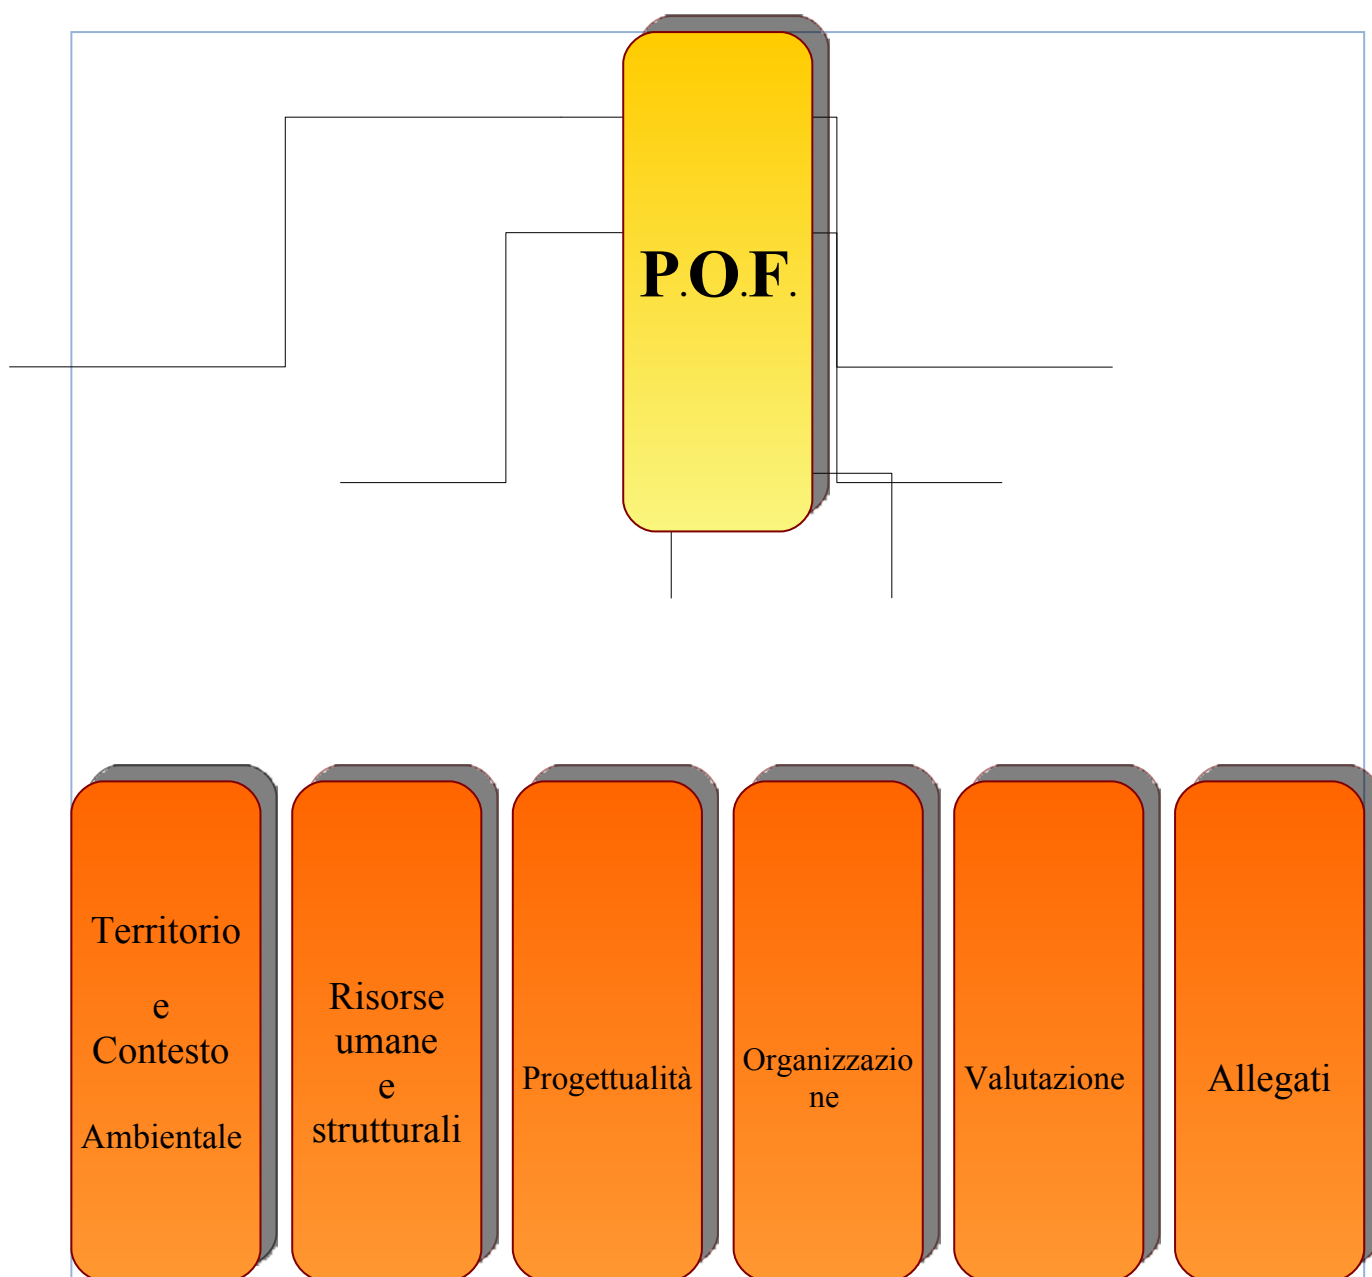 P.O.F.
Territorio
e
Contesto
Ambientale
Risorse
umane
e
strutturali
Progettualità
Organizzazio
ne
Valutazione
Allegati